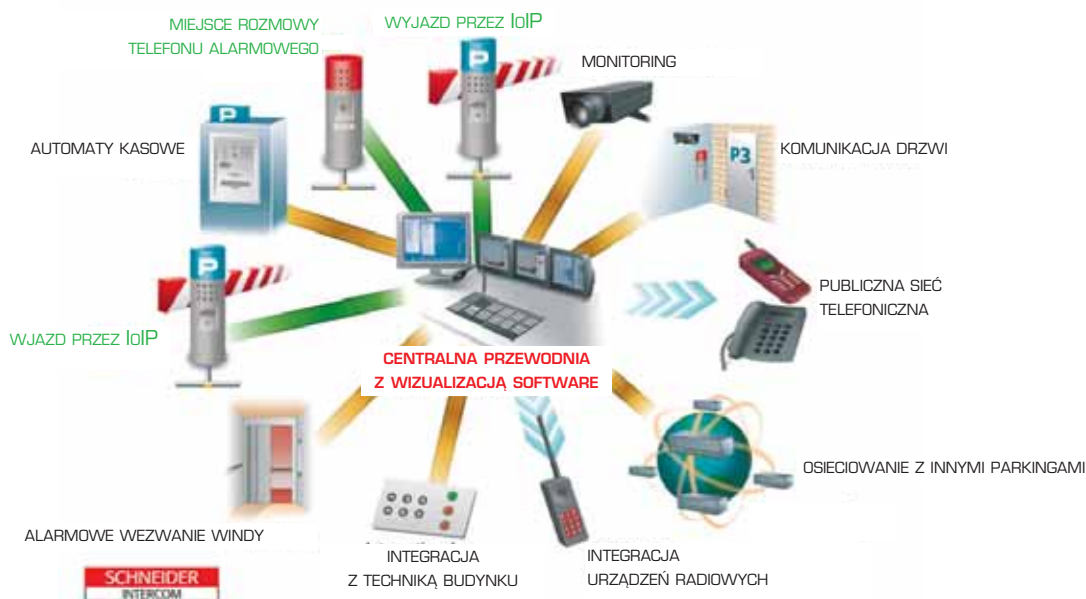 MIEJSCE ROZMOWY
TELEFONU ALARMOWEGO
WYJAZD PRZEZ IoIP
MONITORING
AUTOMATY KASOWE
KOMUNIKACJA DRZWI
P
P
P3
P
PUBLICZNA SIEĆ
TELEFONICZNA
WJAZD PRZEZ IoIP
CENTRALNA PRZEWODNIA
Z WIZUALIZACJĄ SOFTWARE
OSIECIOWANIE Z INNYMI PARKINGAMI
ALARMOWE WEZWANIE WINDY
INTEGRACJA
Z TECHNIKĄ BUDYNKU
INTEGRACJA
URZĄDZEŃ RADIOWYCH
SCHNEIDER
INTERCOM